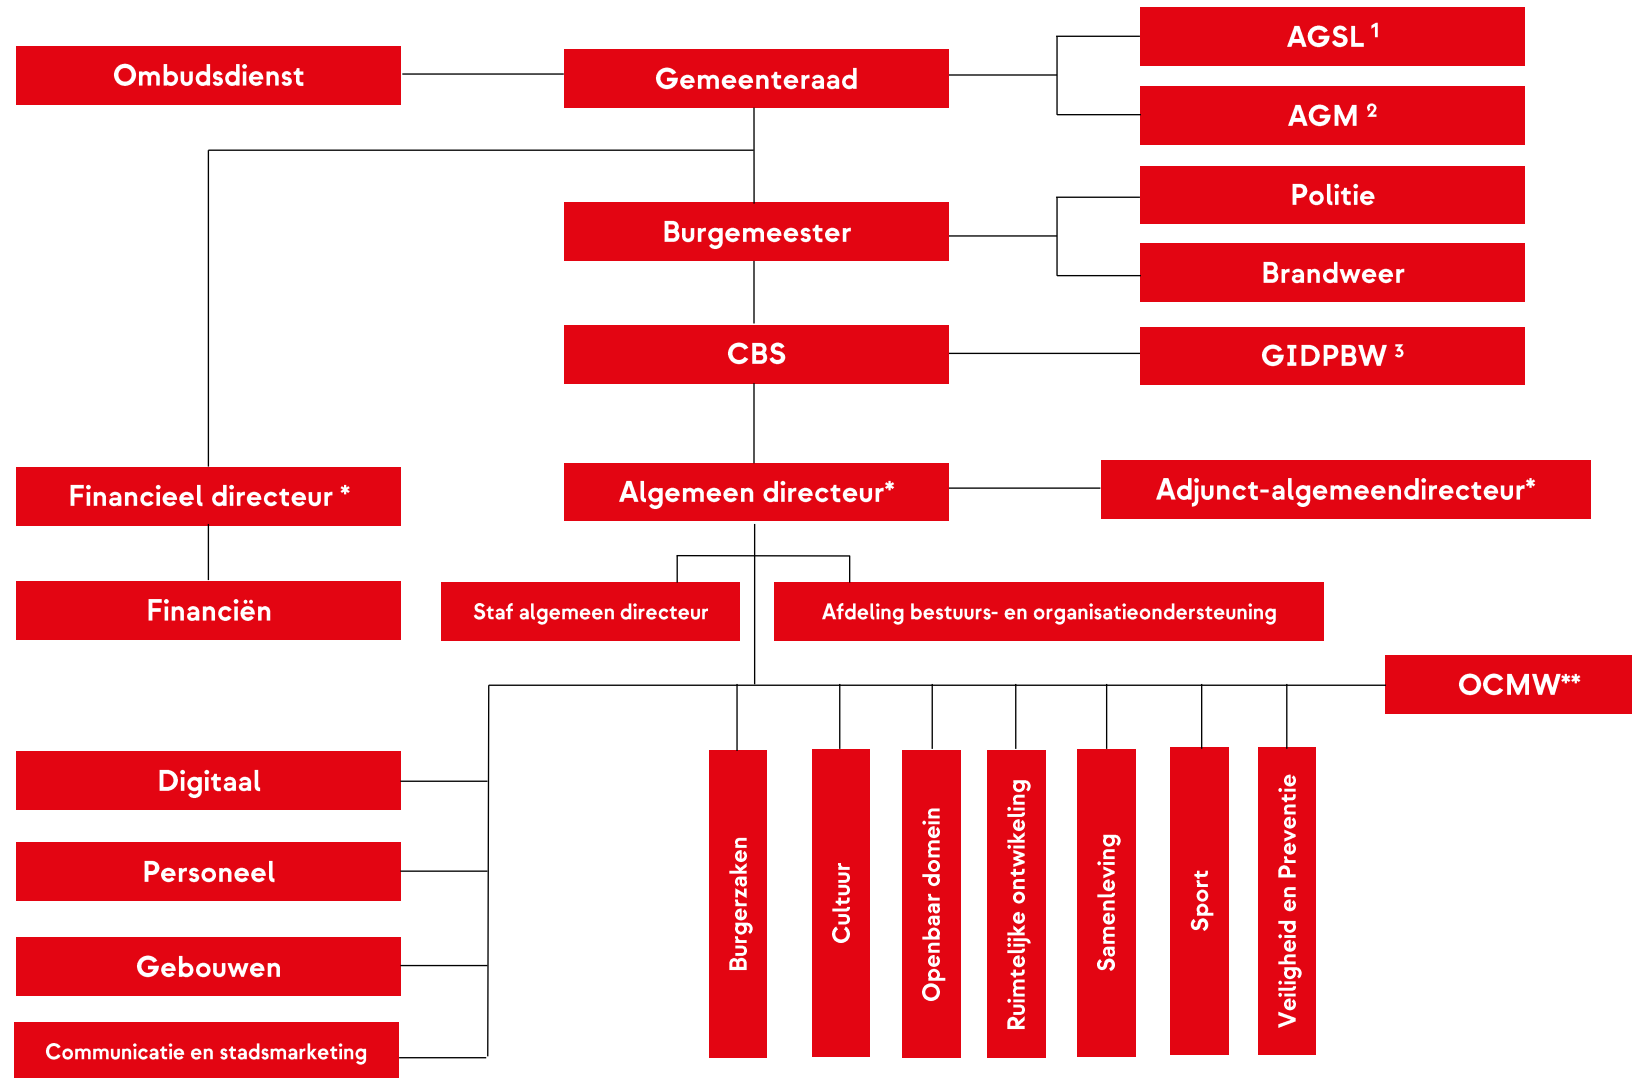 Ombudsdienst
Gemeenteraad
AGSL ¹
AGM ²
Politie
Burgemeester
Brandweer
CBS
GIDPBW ³
Financieel directeur *
Algemeen directeur*
Adjunct-algemeendirecteur*
Financiën
Staf algemeen directeur
Afdeling bestuurs- en organisatieondersteuning
OCMW**
Digitaal
Personeel
Gebouwen
Communicatie en stadsmarketing
Burgerzaken
Cultuur
Openbaar domein
Ruimtelijke ontwikeling
Samenleving
Sport
Veiligheid en Preventie